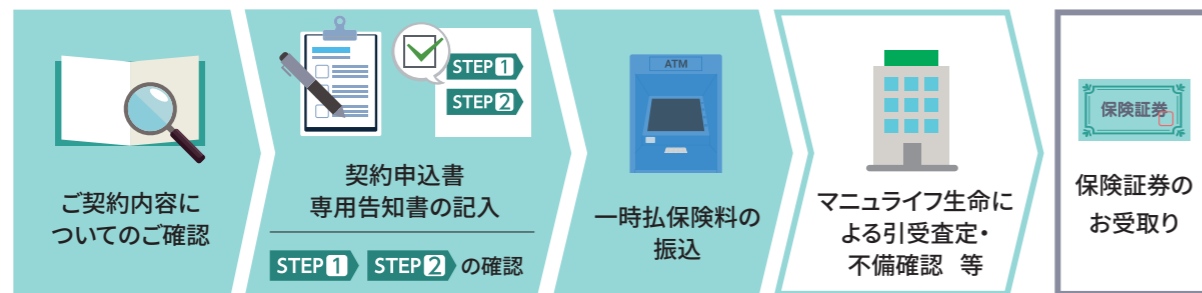 ご契約内容に
ついてのご確認
STEP1
STEP2
契約申込書
専用告知書の記入
STEP1 STEP2 の確認
ATM
一時払保険料の
振込
マニュライフ生命に
よる引受査定・
不備確認 等
保険証券
保険証券の
お受取り